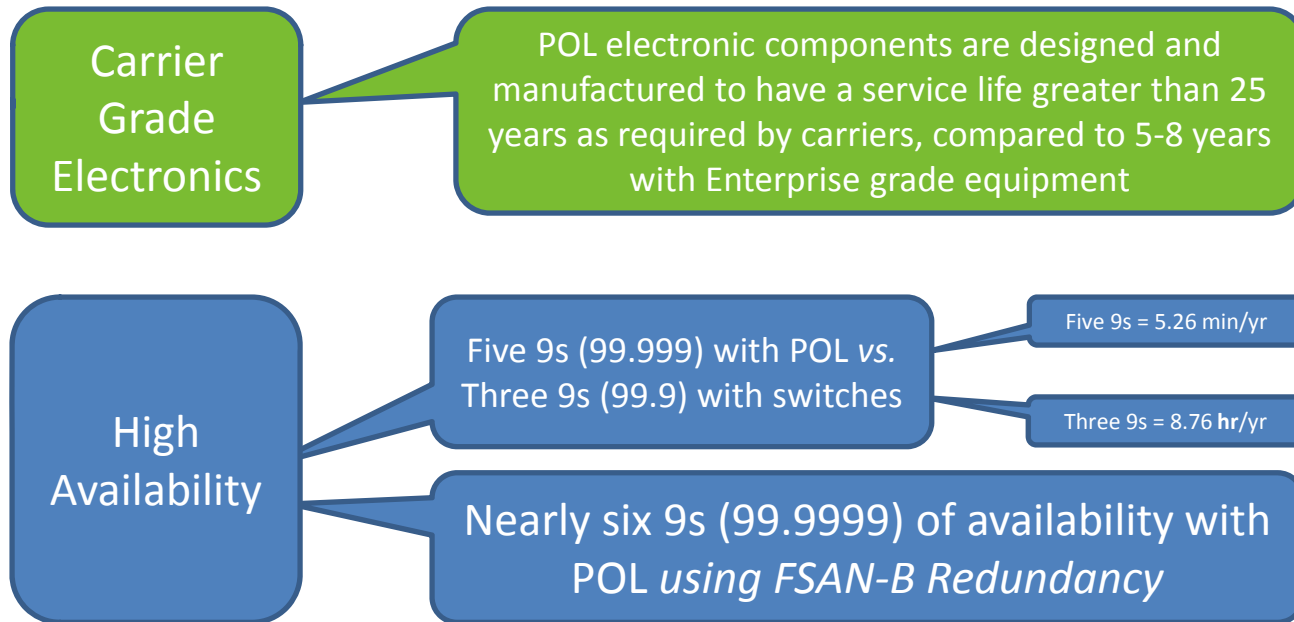 Carrier
Grade
Electronics
POL electronic components are designed and
manufactured to have a service life greater than 25
years as required by carriers, compared to 5-8 years
with Enterprise grade equipment
High
Availability
Five 9s (99.999) with POL vs.
Three 9s (99.9) with switches
Five 9s = 5.26 min/yr
Three 9s = 8.76 hr/yr
Nearly six 9s (99.9999) of availability with
POL using FSAN-B Redundancy